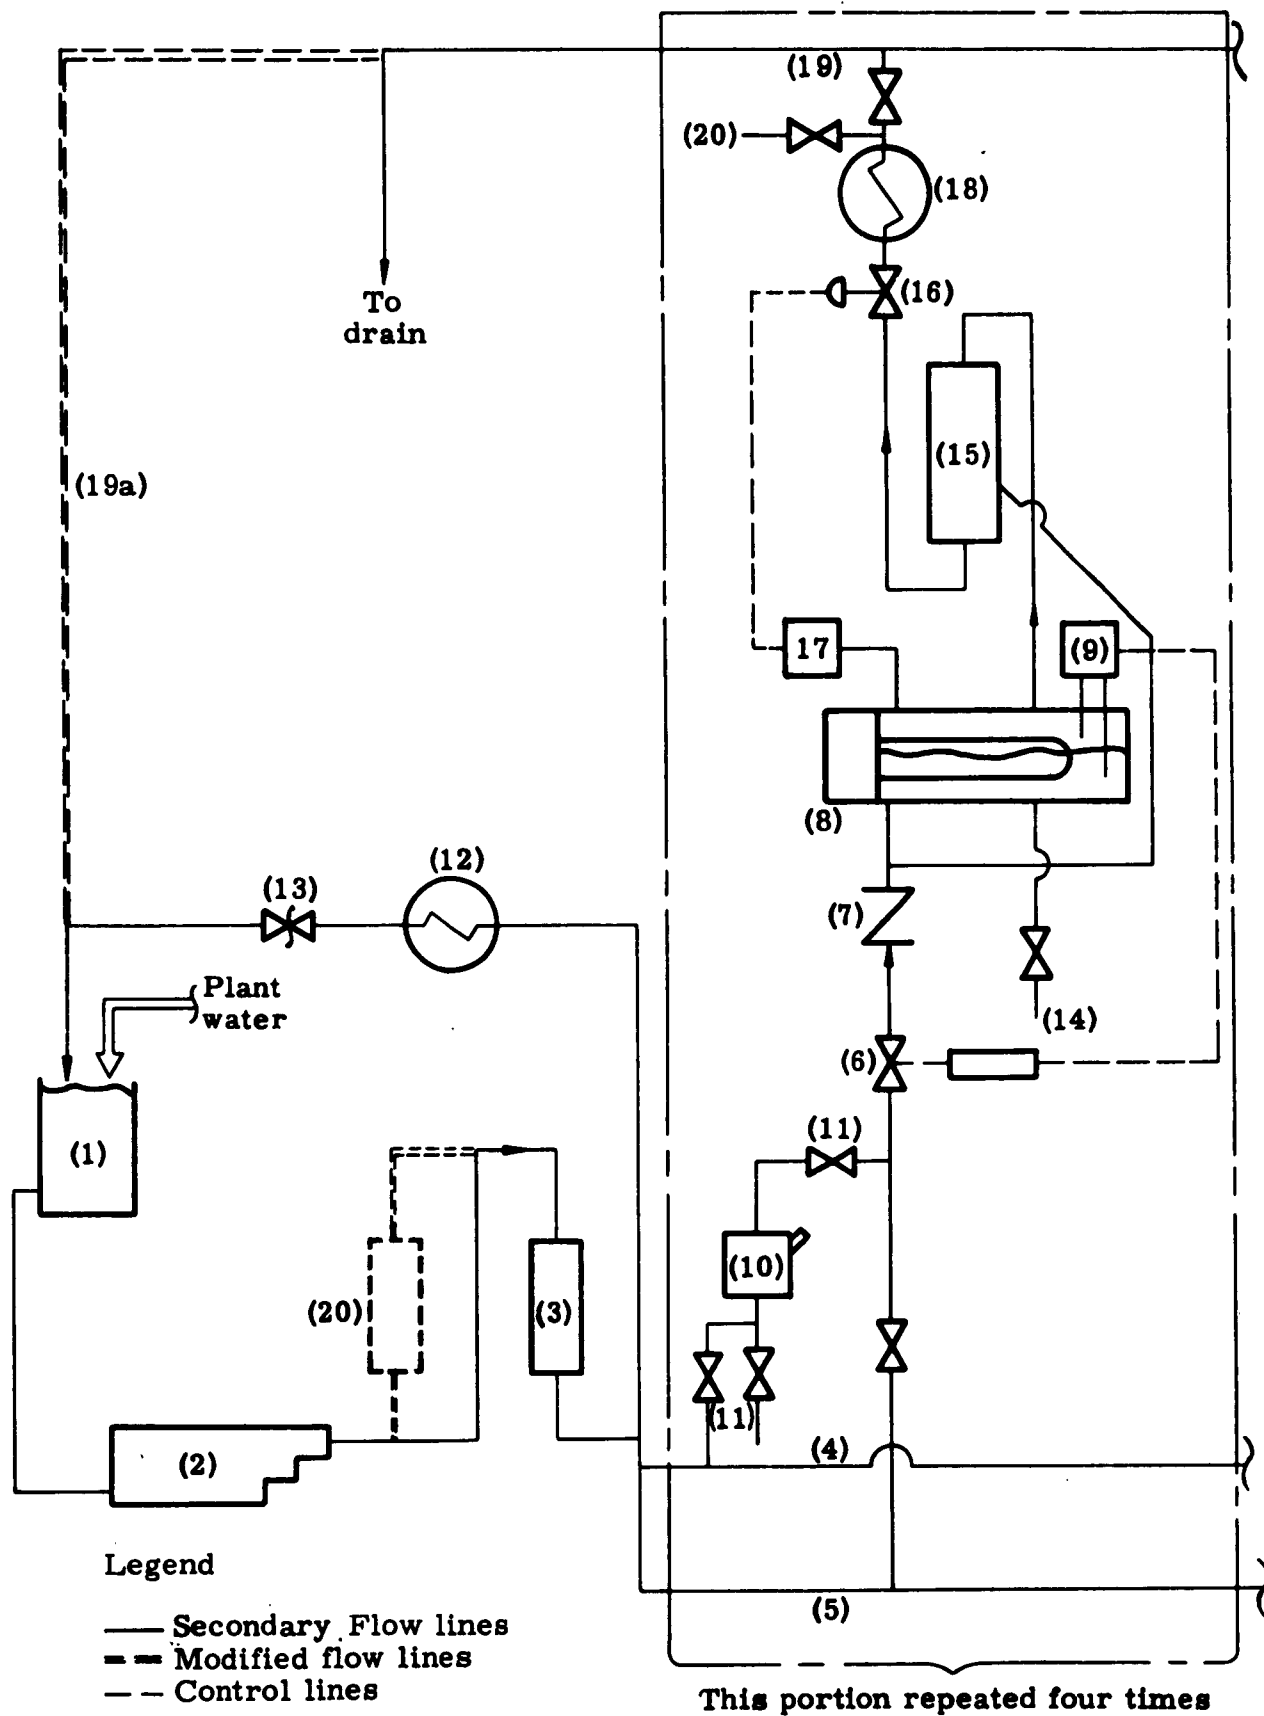 (19)
(20)
(18)
(16)
To
drain
(15)
(19a)
17
(9)
(8)
(12)
(13)
(7)
Plant
water
(14)
(6)
(1)
(11)
(10)
(20)
(3)
(11)
(2)
(4)
(5)
Legend
Secondary Flow lines
Modified flow lines
Control lines
This portion repeated four times